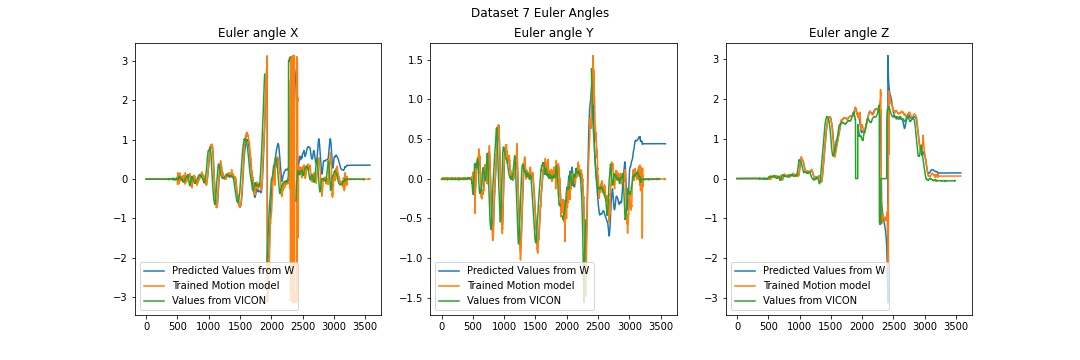 Dataset 7 Euler Angles
Euler angle X
Euler angle Y
Euler angle Z
3
2
1
0
−1
−2
−3
Predicted Values from W
Trained Motion model
Values from VICON
0 500 1000 1500 2000 2500 3000 3500
1.5
1.0
0.5
0.0
−0.5
−1.0
−1.5
Predicted Values from W
Trained Motion model
Values from VICON
0 500 1000 1500 2000 2500 3000 3500
3
2
1
0
−1
−2
−3
Predicted Values from W
Trained Motion model
Values from VICON
0 500 1000 1500 2000 2500 3000 3500